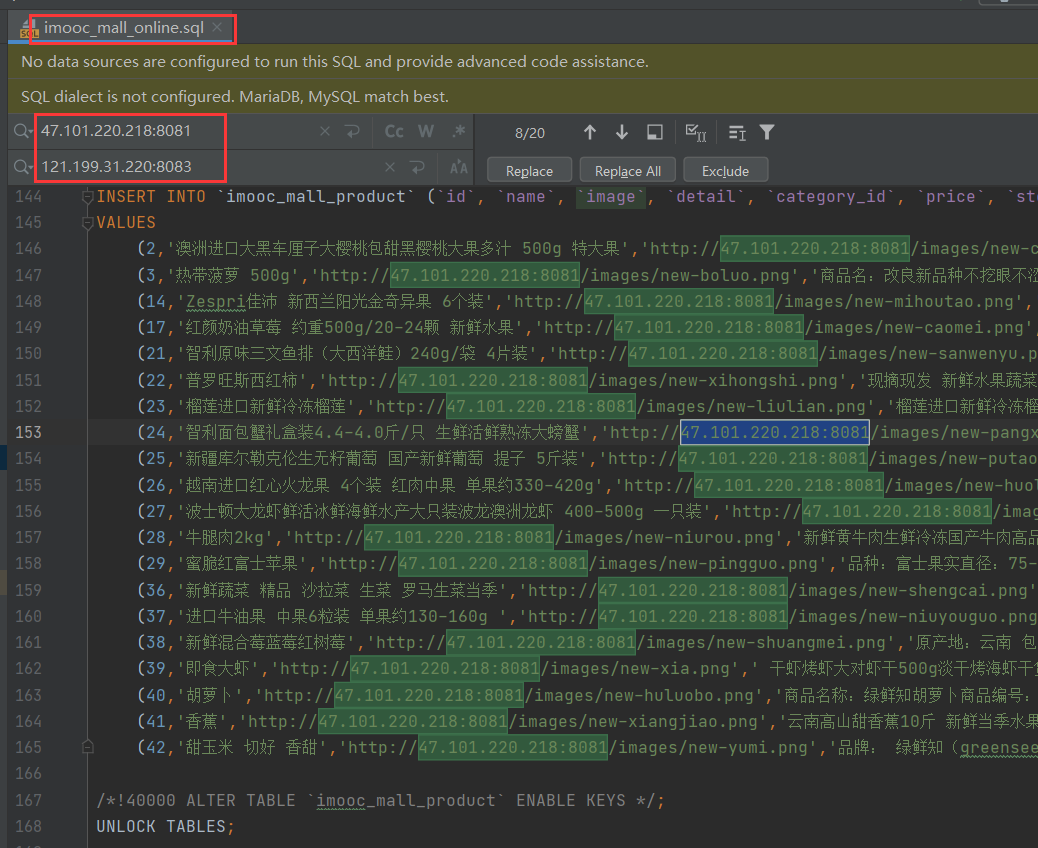 imooc_mall_online.sql
No data sources are configured to run this SQL and provide advanced code assistance.
SQL dialect is not configured. MariaDB, MySQL match best.
47.101.220.218:8081 Cc W .* 8/20
121.199.31.220:8083 Replace Replace All Exclude
144 INSERT INTO `imooc_mall_product` (`id`, `name`, `image`, `detail`, `category_id`, `price`, `sto
145 VALUES
146 (2,'澳洲进口大黑车厘子大樱桃包甜黑樱桃大果多汁 500g 特大果','http://47.101.220.218:8081/images/new-c
147 (3,'热带菠萝 500g','http://47.101.220.218:8081/images/new-boluo.png','商品名：改良新品种不挖眼不涩
148 (14,'Zespri佳沛 新西兰阳光金奇异果 6个装','http://47.101.220.218:8081/images/new-mihoutao.png',
149 (17,'红颜奶油草莓 约重500g/20-24颗 新鲜水果','http://47.101.220.218:8081/images/new-caomei.png',
150 (21,'智利原味三文鱼排（大西洋鲑）240g/袋 4片装','http://47.101.220.218:8081/images/new-sanwenyu.p
151 (22,'普罗旺斯西红柿','http://47.101.220.218:8081/images/new-xihongshi.png','现摘现发 新鲜水果蔬菜
152 (23,'榴莲进口新鲜冷冻榴莲','http://47.101.220.218:8081/images/new-liulian.png','榴莲进口新鲜冷冻榴
153 (24,'智利面包蟹礼盒装4.4-4.0斤/只 生鲜活鲜熟冻大螃蟹','http://47.101.220.218:8081/images/new-pangx
154 (25,'新疆库尔勒克伦生无籽葡萄 国产新鲜葡萄 提子 5斤装','http://47.101.220.218:8081/images/new-putao
155 (26,'越南进口红心火龙果 4个装 红肉中果 单果约330-420g','http://47.101.220.218:8081/images/new-huol
156 (27,'波士顿大龙虾鲜活冰鲜海鲜水产大只装波龙澳洲龙虾 400-500g 一只装','http://47.101.220.218:8081/imag
157 (28,'牛腿肉2kg','http://47.101.220.218:8081/images/new-niurou.png','新鲜黄牛肉生鲜冷冻国产牛肉高品
158 (29,'蜜脆红富士苹果','http://47.101.220.218:8081/images/new-pingguo.png','品种：富士果实直径：75-
159 (36,'新鲜蔬菜 精品 沙拉菜 生菜 罗马生菜当季','http://47.101.220.218:8081/images/new-shengcai.png'
160 (37,'进口牛油果 中果6粒装 单果约130-160g ','http://47.101.220.218:8081/images/new-niuyouguo.png
161 (38,'新鲜混合莓蓝莓红树莓','http://47.101.220.218:8081/images/new-shuangmei.png','原产地：云南 包
162 (39,'即食大虾','http://47.101.220.218:8081/images/new-xia.png',' 干虾烤虾大对虾干500g淡干烤海虾干
163 (40,'胡萝卜','http://47.101.220.218:8081/images/new-huluobo.png','商品名称：绿鲜知胡萝卜商品编号：
164 (41,'香蕉','http://47.101.220.218:8081/images/new-xiangjiao.png','云南高山甜香蕉10斤 新鲜当季水果
165 (42,'甜玉米 切好 香甜','http://47.101.220.218:8081/images/new-yumi.png','品牌： 绿鲜知（greensee
166
167 /*!40000 ALTER TABLE `imooc_mall_product` ENABLE KEYS */;
168 UNLOCK TABLES;